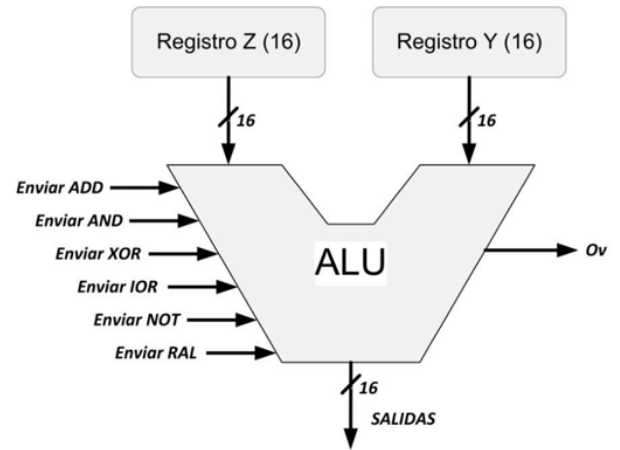 Registro Z (16)
Registro Y (16)
16
16
Enviar ADD
Enviar AND
Enviar XOR
Enviar IOR
Enviar NOT
Enviar RAL
ALU
Ov
16
SALIDAS